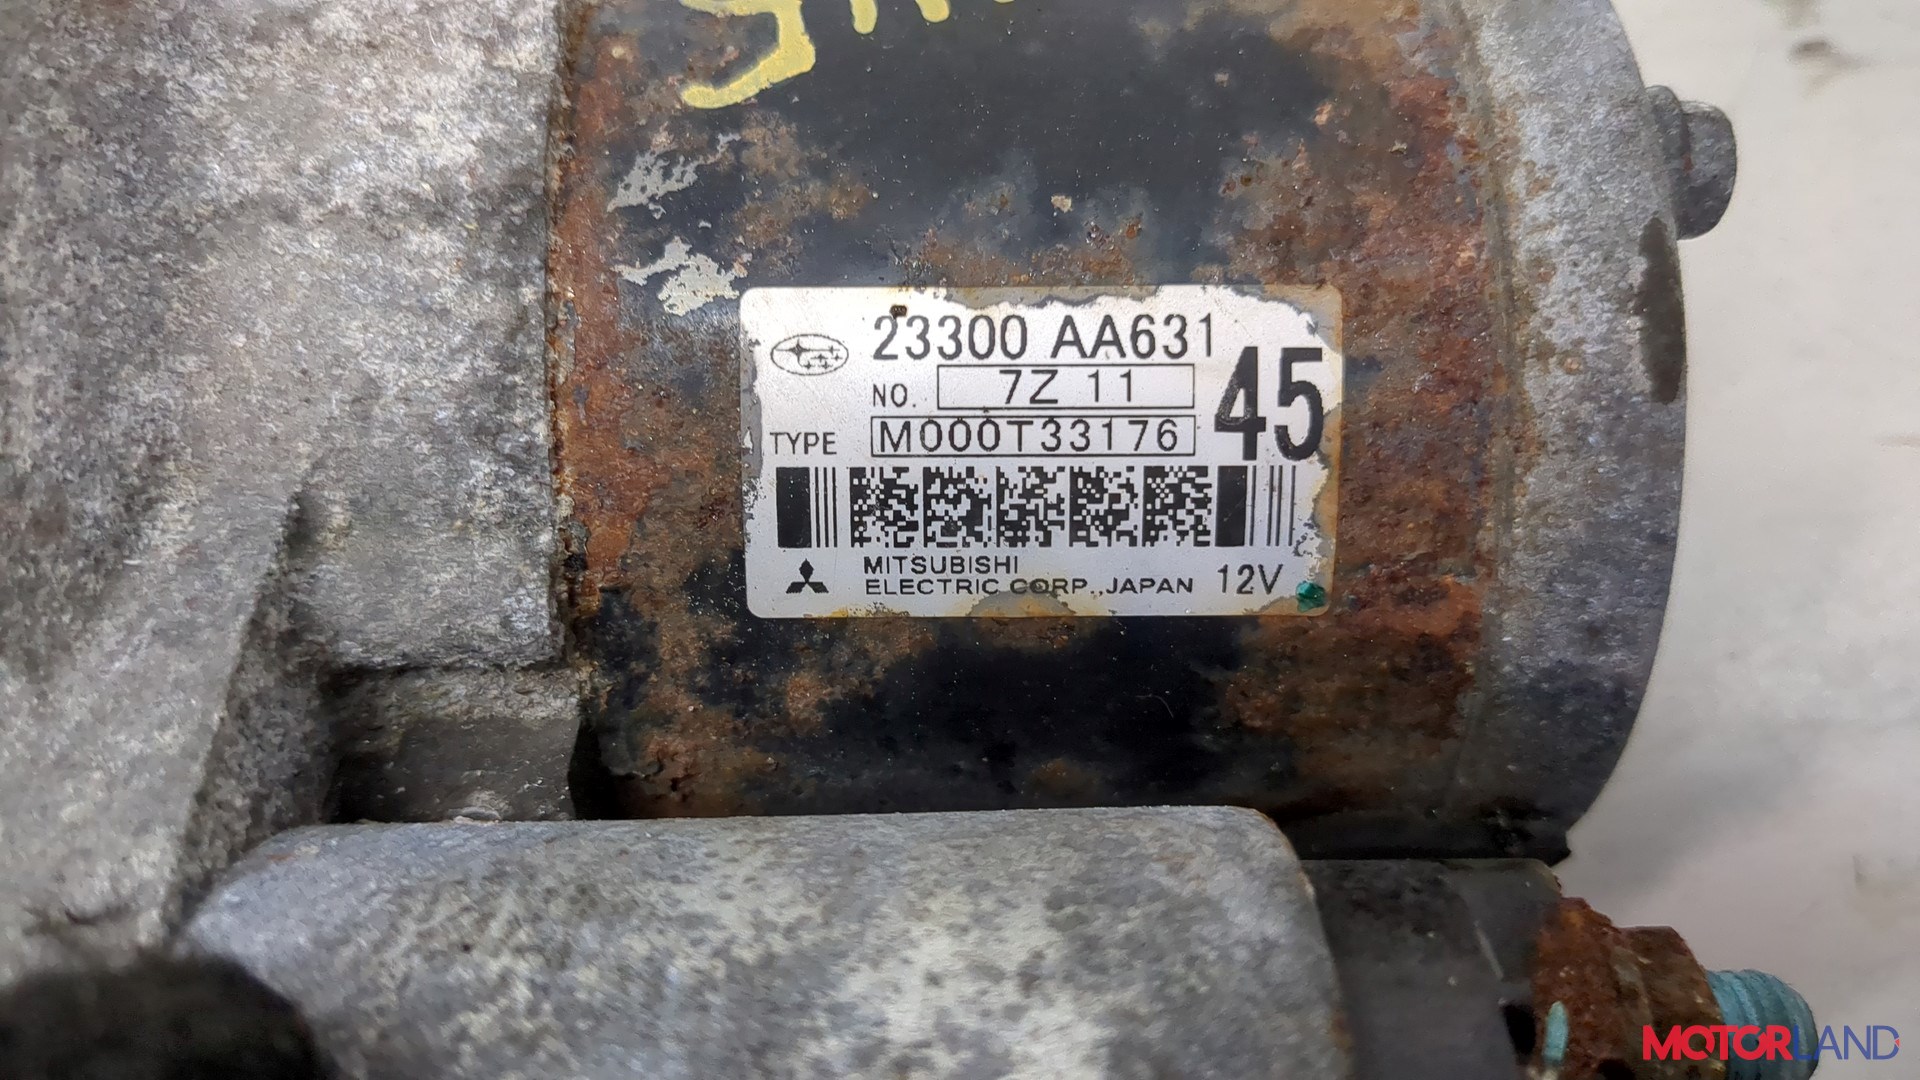 23300 AA631
NO. 7Z 11
45
TYPE M000T33176
MITSUBISHI
ELECTRIC CORP.,JAPAN 12V
MOTORLAND